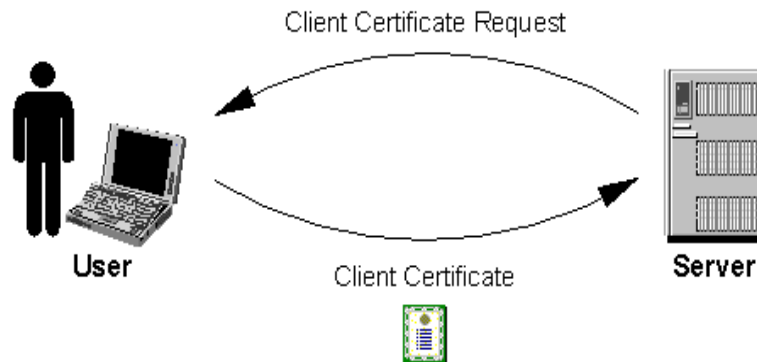 Client Certificate Request
User
Server
Client Certificate